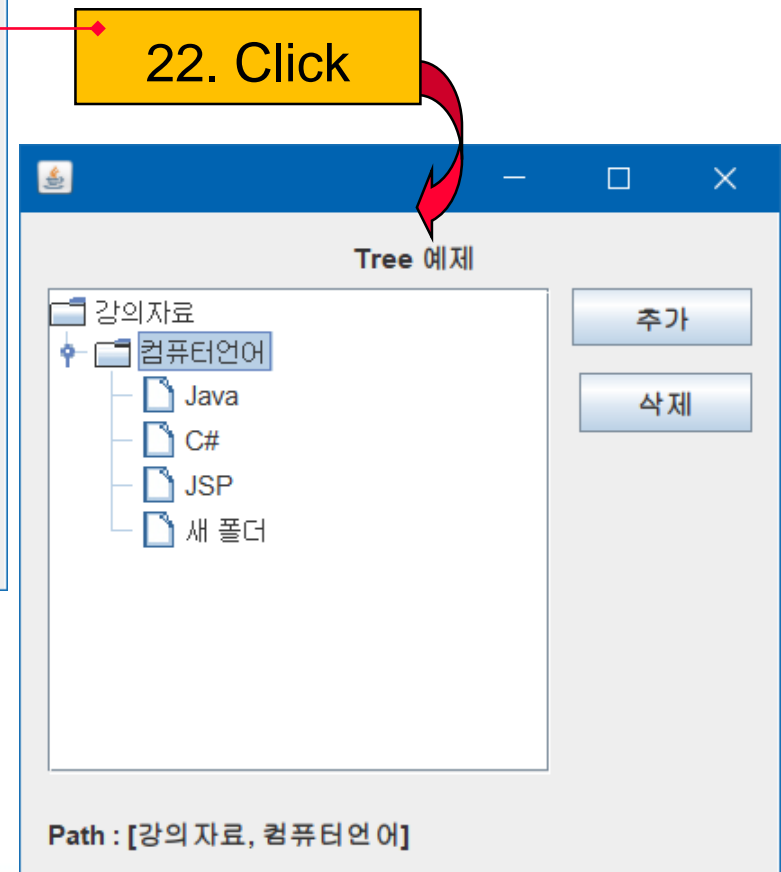 22. Click
Tree 예제
강의자료
컴퓨터언어
Java
C#
JSP
새 폴더
추가
삭제
Path : [강의자료, 컴퓨터언어]